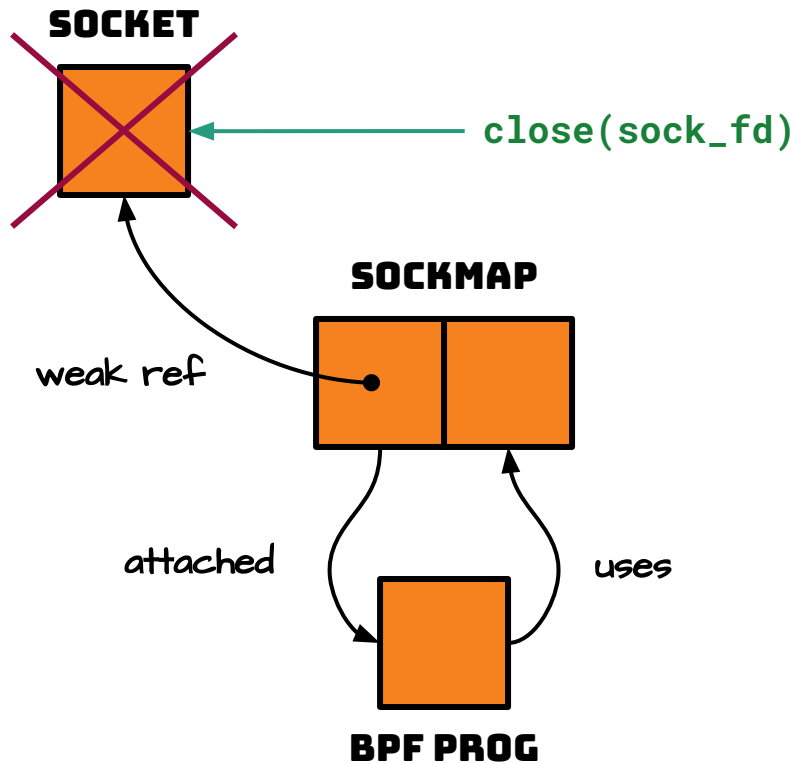 SOCKET
close(sock_fd)
SOCKMAP
weak ref
attached
uses
BPF PROG